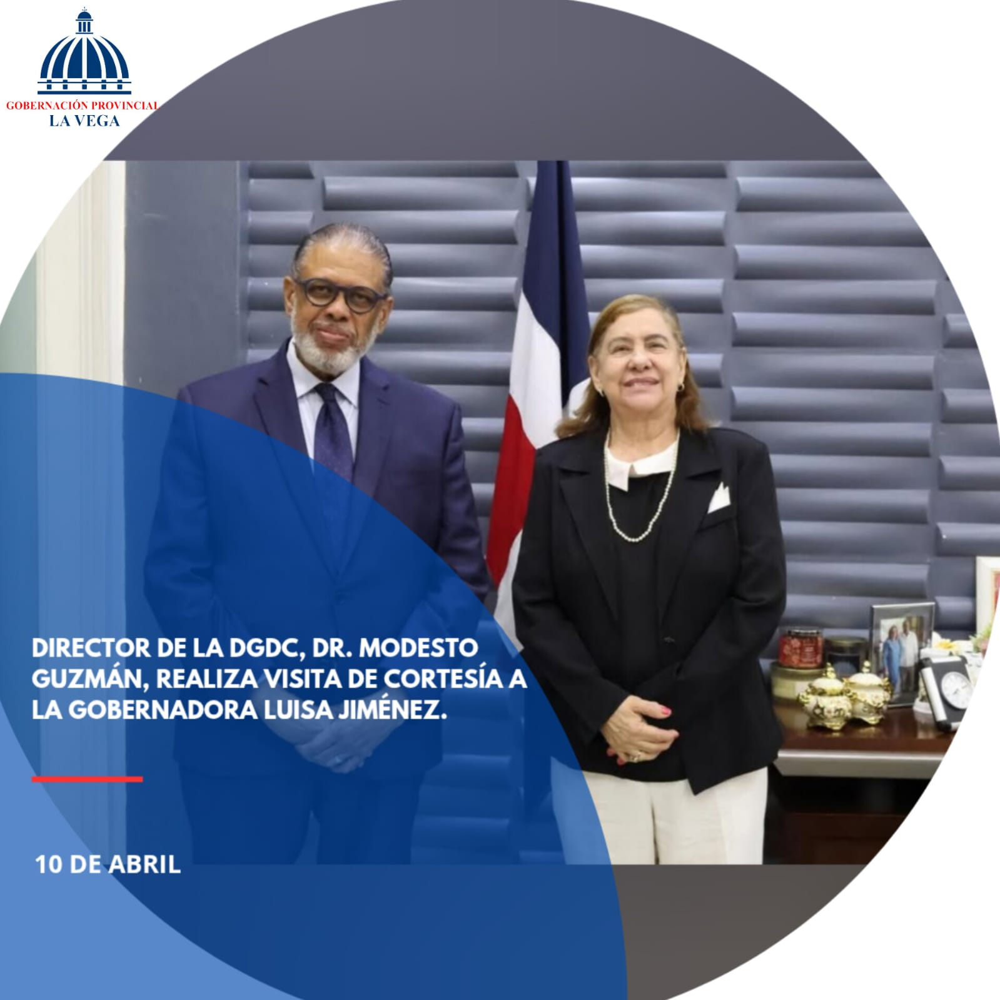 GOBERNACIÓN PROVINCIAL
LA VEGA
DIRECTOR DE LA DGDC, DR. MODESTO
GUZMÁN, REALIZA VISITA DE CORTESÍA A
LA GOBERNADORA LUISA JIMÉNEZ.
10 DE ABRIL